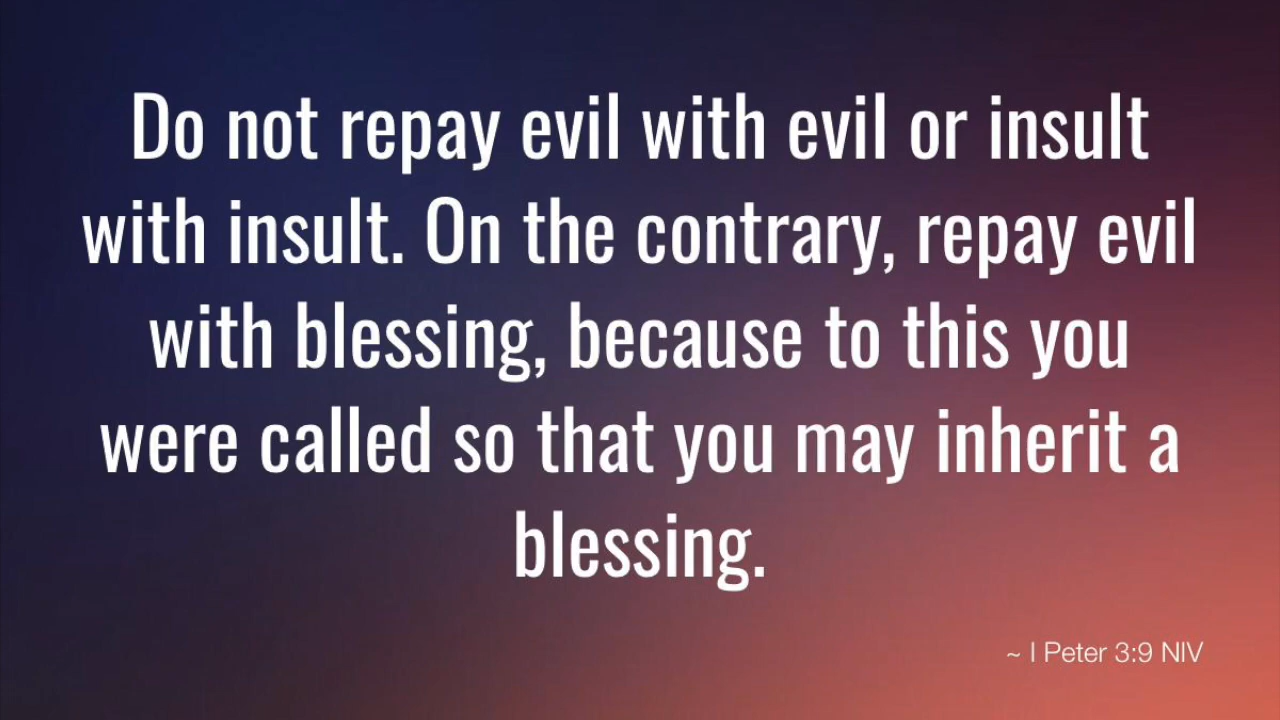 Do not repay evil with evil or insult
with insult. On the contrary, repay evil
with blessing, because to this you
were called so that you may inherit a
blessing.
~ I Peter 3:9 NIV